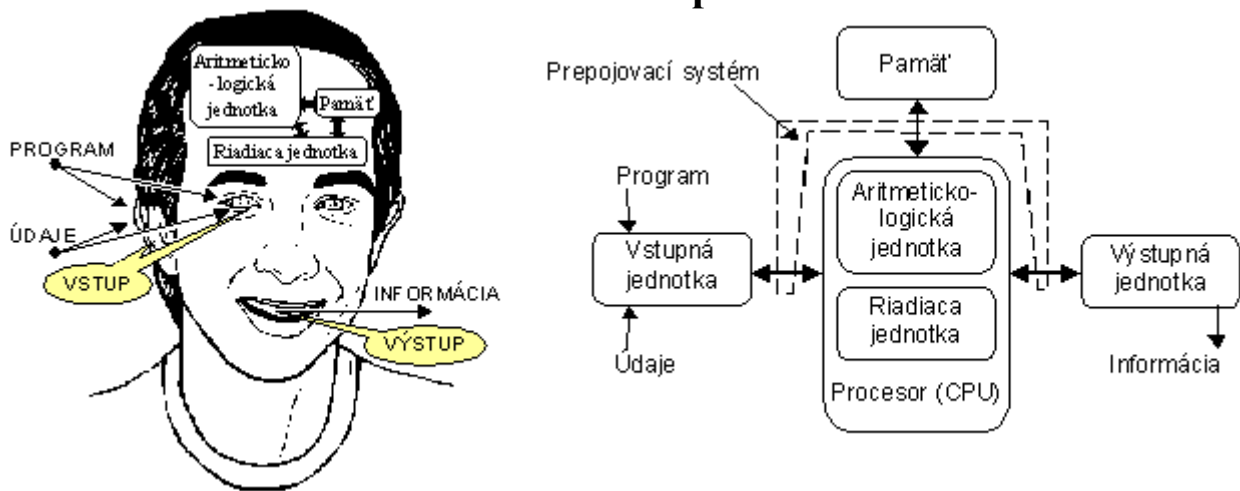 Aritmeticko
-logická
jednotka
Pamäť
Riadiaca jednotka
PROGRAM
ÚDAJE
VSTUP
INFORMÁCIA
VÝSTUP
Prepojovací systém
Pamäť
Program
Vstupná
jednotka
Údaje
Aritmeticko-
logická
jednotka
Riadiaca
jednotka
Procesor (CPU)
Výstupná
jednotka
Informácia